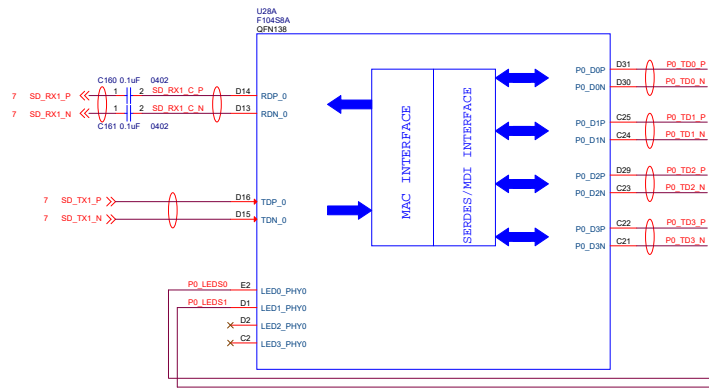 U28A
F104S8A
QFN138
C160 0.1uF 0402
7 SD_RX1_P 1 2 SD_RX1_C_P D14 RDP_0
7 SD_RX1_N 1 2 SD_RX1_C_N D13 RDN_0
C161 0.1uF 0402
7 SD_TX1_P D16 TDP_0
7 SD_TX1_N D15 TDN_0
MAC INTERFACE
SERDES/MDI INTERFACE
P0_D0P D31 P0_TD0_P
P0_D0N D30 P0_TD0_N
P0_D1P C25 P0_TD1_P
P0_D1N C24 P0_TD1_N
P0_D2P D29 P0_TD2_P
P0_D2N C23 P0_TD2_N
P0_D3P C22 P0_TD3_P
P0_D3N C21 P0_TD3_N
P0_LEDS0 E2 LED0_PHY0
P0_LEDS1 D1 LED1_PHY0
D2 LED2_PHY0
C2 LED3_PHY0